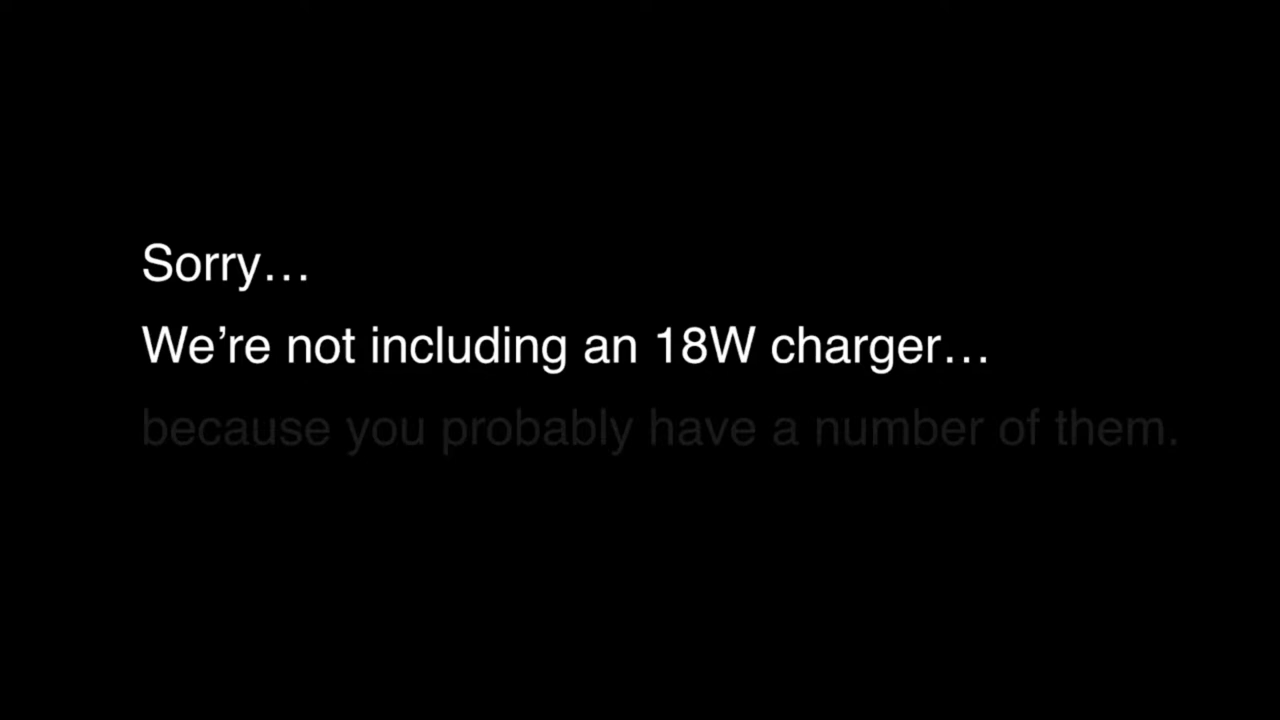 Sorry…
We’re not including an 18W charger…
because you probably have a number of them.